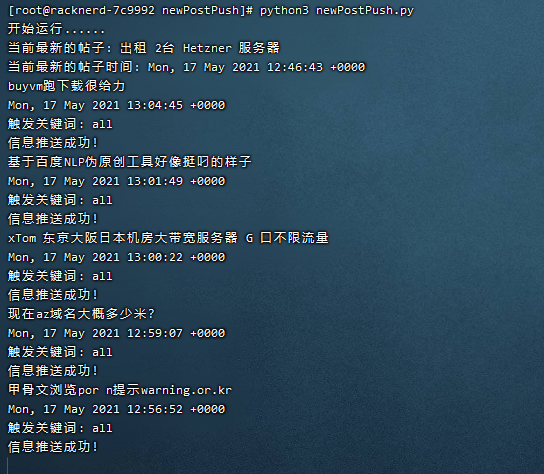 [root@racknerd-7c9992 newPostPush]# python3 newPostPush.py
开始运行......
当前最新的帖子: 出租 2台 Hetzner 服务器
当前最新的帖子时间: Mon, 17 May 2021 12:46:43 +0000
buyvm跑下载很给力
Mon, 17 May 2021 13:04:45 +0000
触发关键词: all
信息推送成功!
基于百度NLP伪原创工具好像挺叼的样子
Mon, 17 May 2021 13:01:49 +0000
触发关键词: all
信息推送成功!
xTom 东京大阪日本机房大带宽服务器 G 口不限流量
Mon, 17 May 2021 13:00:22 +0000
触发关键词: all
信息推送成功!
现在az域名大概多少米?
Mon, 17 May 2021 12:59:07 +0000
触发关键词: all
信息推送成功!
甲骨文浏览por n提示warning.or.kr
Mon, 17 May 2021 12:56:52 +0000
触发关键词: all
信息推送成功!